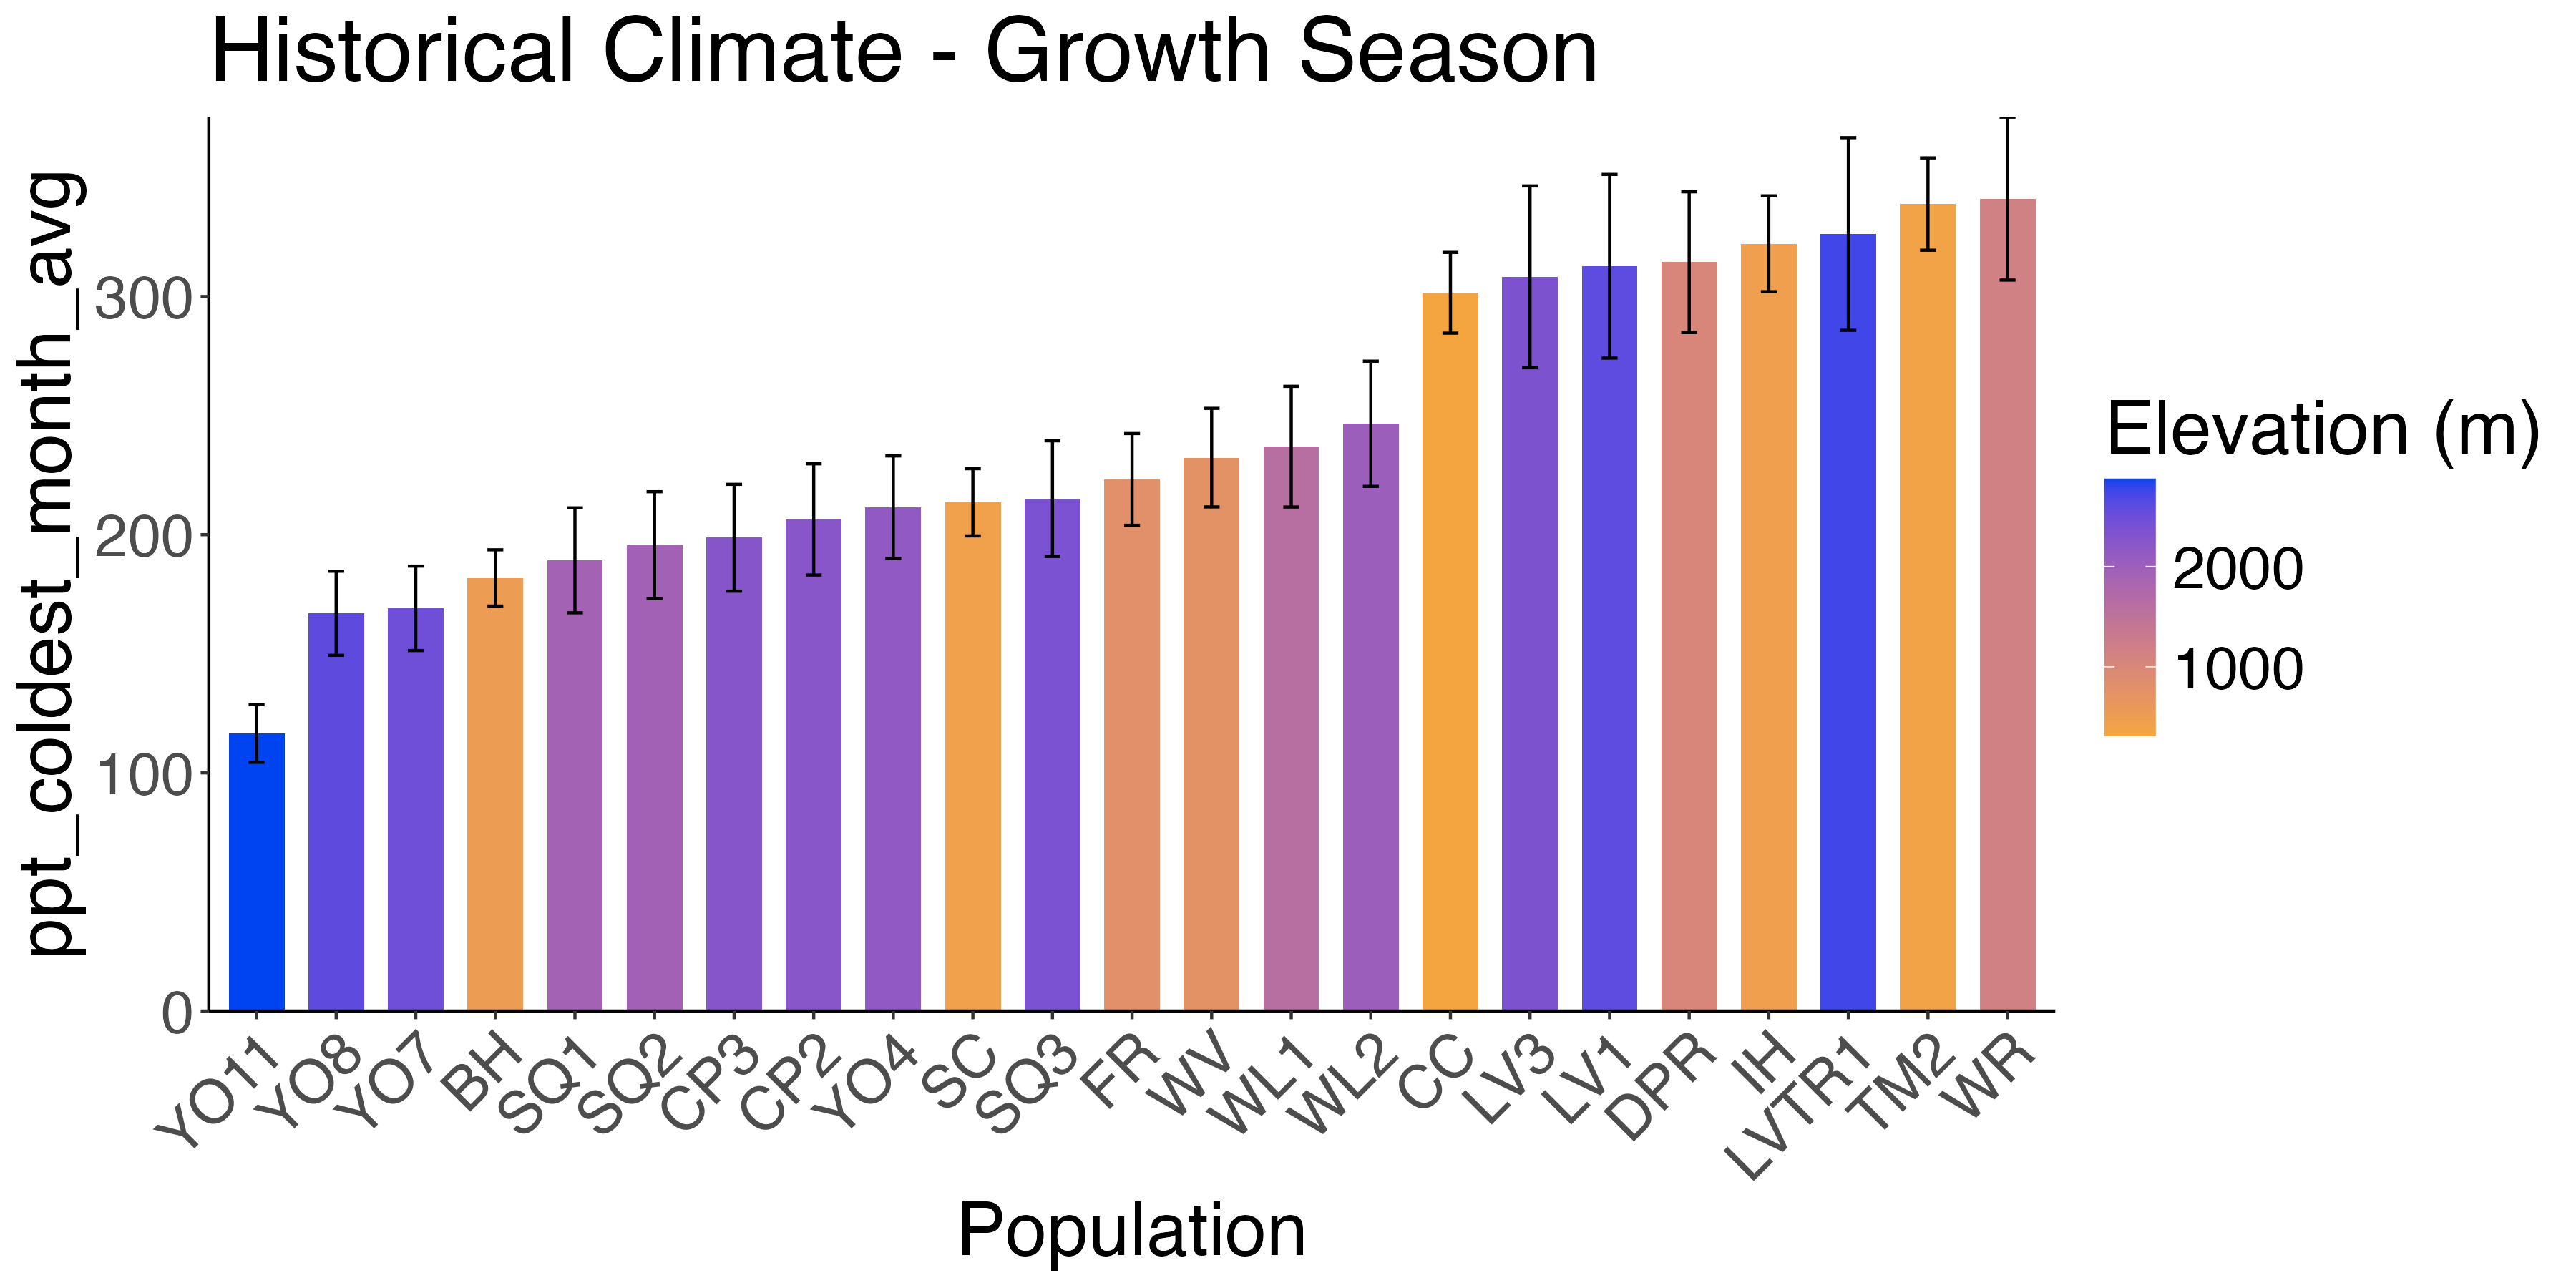 Historical Climate - Growth Season
ppt_coldest_month_avg
300
200
100
0
YO11
YO8
YO7
BH
SQ1
SQ2
CP3
CP2
YO4
SC
SQ3
FR
WV
WL1
WL2
CC
LV3
LV1
DPR
IH
LVTR1
TM2
WR
Population
Elevation (m)
2000
1000